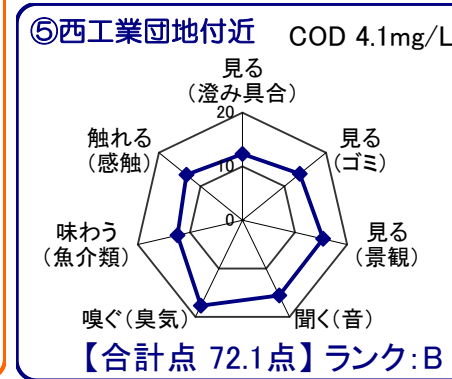 ⑤西工業団地付近 COD 4.1mg/L
見る
(澄み具合)
20
触れる
(感触)
見る
(ゴミ)
10
0
味わう
(魚介類)
見る
(景観)
嗅ぐ(臭気)
聞く(音)
【合計点 72.1点】ランク:B